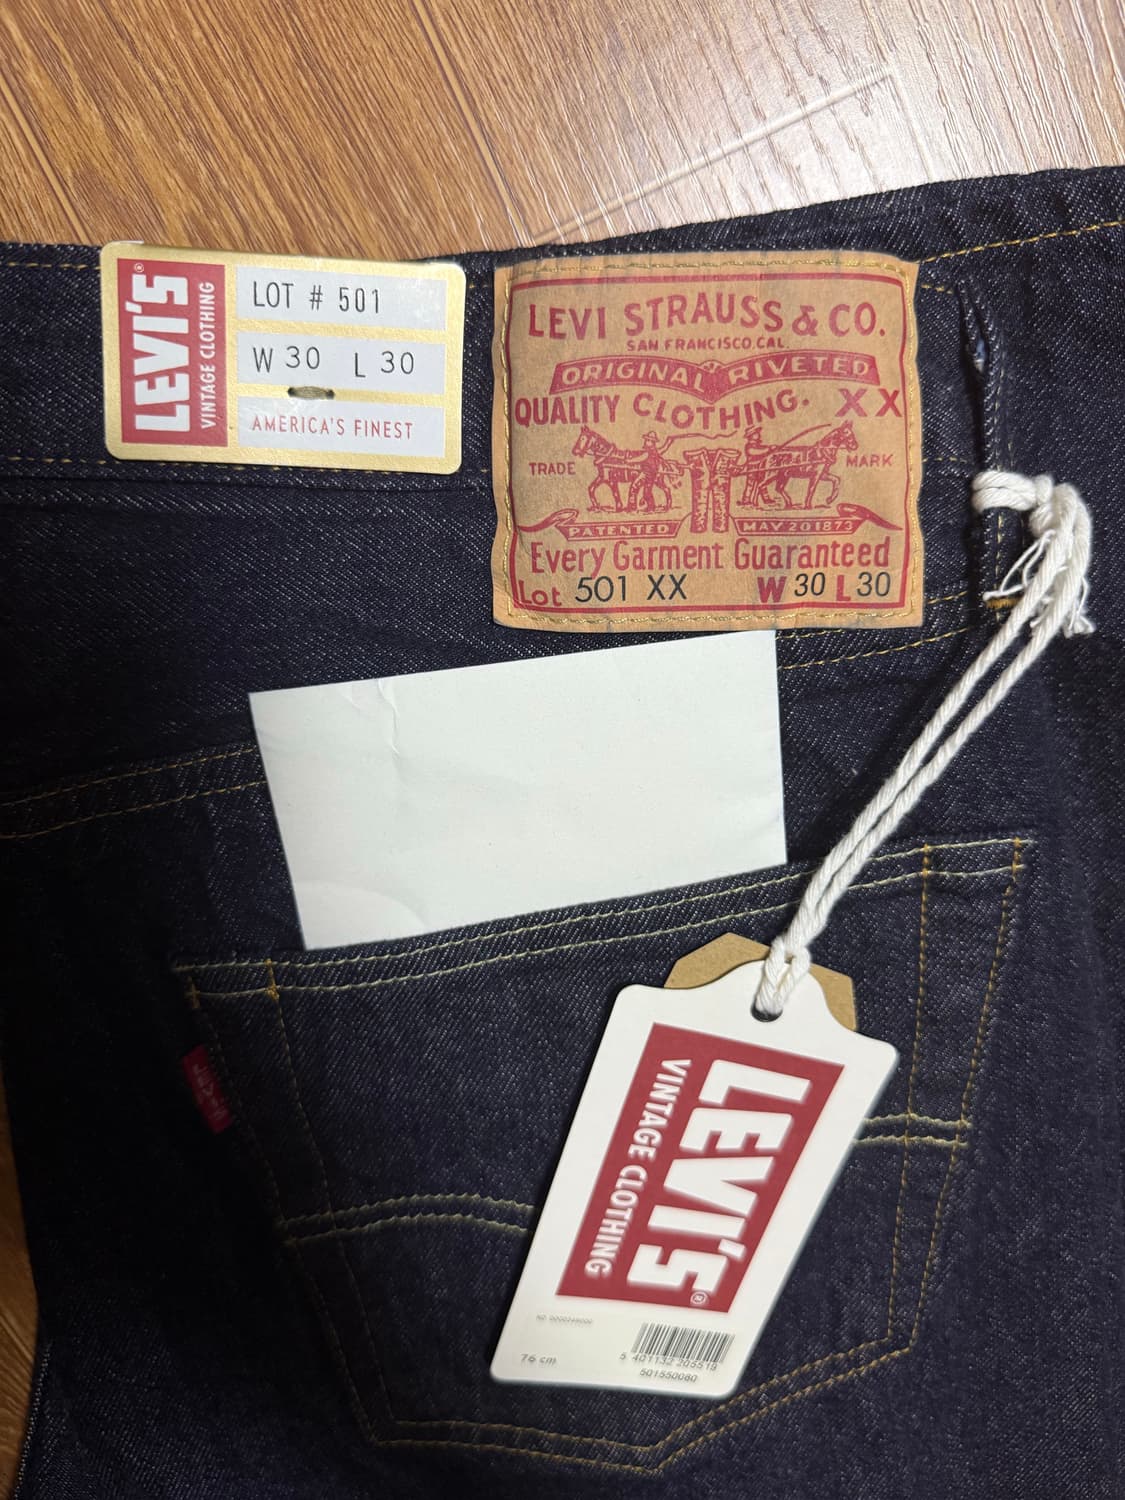 LEVI'S®
VINTAGE CLOTHING
LOT # 501
W 30 L 30
AMERICA'S FINEST
LEVI STRAUSS & CO.
SAN FRANCISCO, CAL.
ORIGINAL RIVETED
QUALITY CLOTHING. XX
TRADE MARK
PATENTED MAY 20 1873
Every Garment Guaranteed
Lot 501 XX W 30 L 30
LEVI'S®
VINTAGE CLOTHING
76 cm
5 401132 205519
501550080